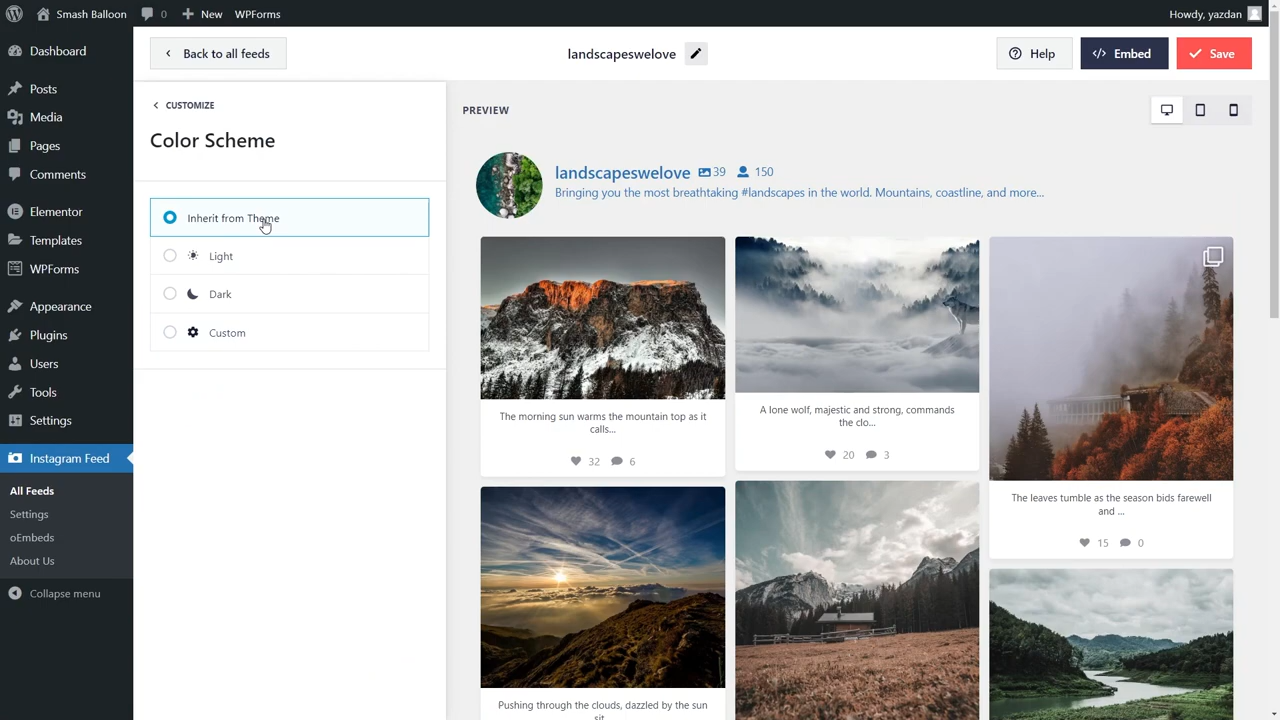 Smash Balloon
0
New
WPForms
Howdy, yazdan
Dashboard
Posts
Media
Pages
Comments
Elementor
Templates
WPForms
Appearance
Plugins
Users
Tools
Settings
Instagram Feed
All Feeds
Settings
oEmbeds
About Us
Collapse menu
Back to all feeds
landscapeswelove
Help
Embed
Save
CUSTOMIZE
Color Scheme
Inherit from Theme
Light
Dark
Custom
PREVIEW
landscapeswelove 39 150
Bringing you the most breathtaking #landscapes in the world. Mountains, coastline, and more...
The morning sun warms the mountain top as it
calls...
32 6
A lone wolf, majestic and strong, commands
the clo...
20 3
The leaves tumble as the season bids farewell
and ...
15 0
Pushing through the clouds, dazzled by the sun
sit...